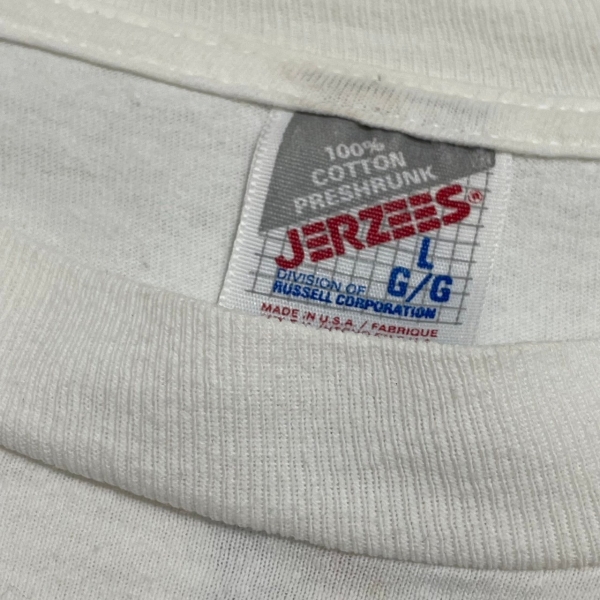 100%
COTTON
PRESHRUNK
JERZEES®
L
G/G
DIVISION OF
RUSSELL CORPORATION
MADE IN U.S.A. / FABRIQUE